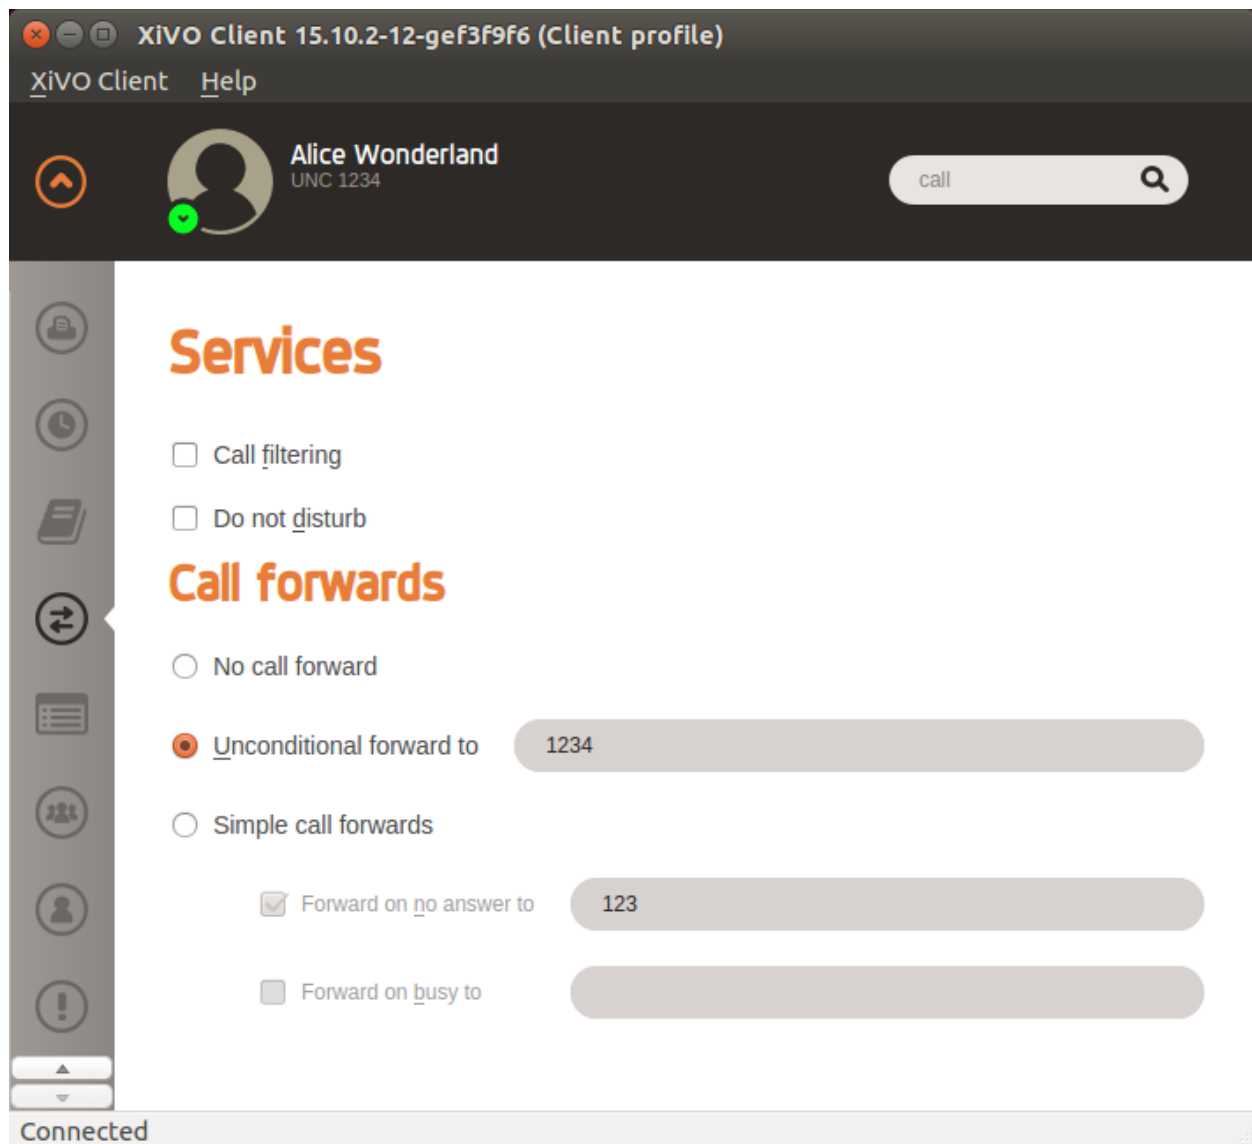 XiVO Client 15.10.2-12-gef3f9f6 (Client profile)
XiVO Client Help
Alice Wonderland
UNC 1234
call
Services
Call filtering
Do not disturb
Call forwards
No call forward
Unconditional forward to 1234
Simple call forwards
Forward on no answer to 123
Forward on busy to
Connected